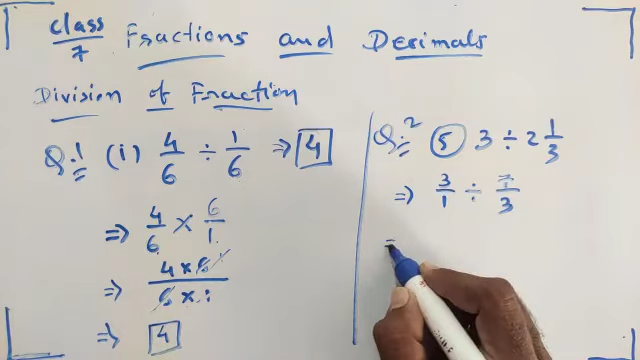 Class 7 Fractions and Decimals
Division of Fraction
Q.1 (i) 4/6 ÷ 1/6 ⇒ 4
⇒ 4/6 × 6/1
⇒ 4 × 6 / 6 × 1
⇒ 4
Q.2 (5) 3 ÷ 2 1/3
⇒ 3/1 ÷ 7/3
=